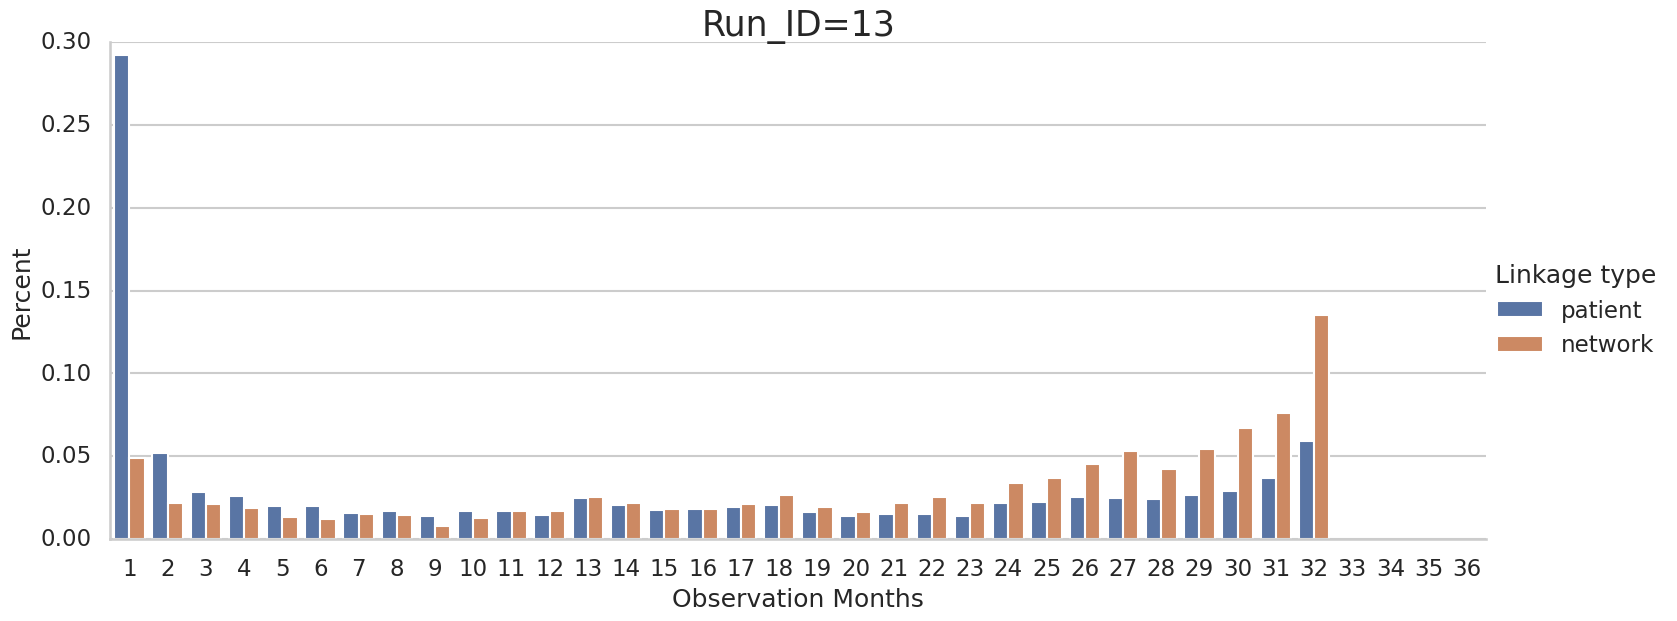 Run_ID=13
0.30
0.25
0.20
0.15
0.10
0.05
0.00
Percent
1 2 3 4 5 6 7 8 9 10 11 12 13 14 15 16 17 18 19 20 21 22 23 24 25 26 27 28 29 30 31 32 33 34 35 36
Observation Months
Linkage type
patient
network